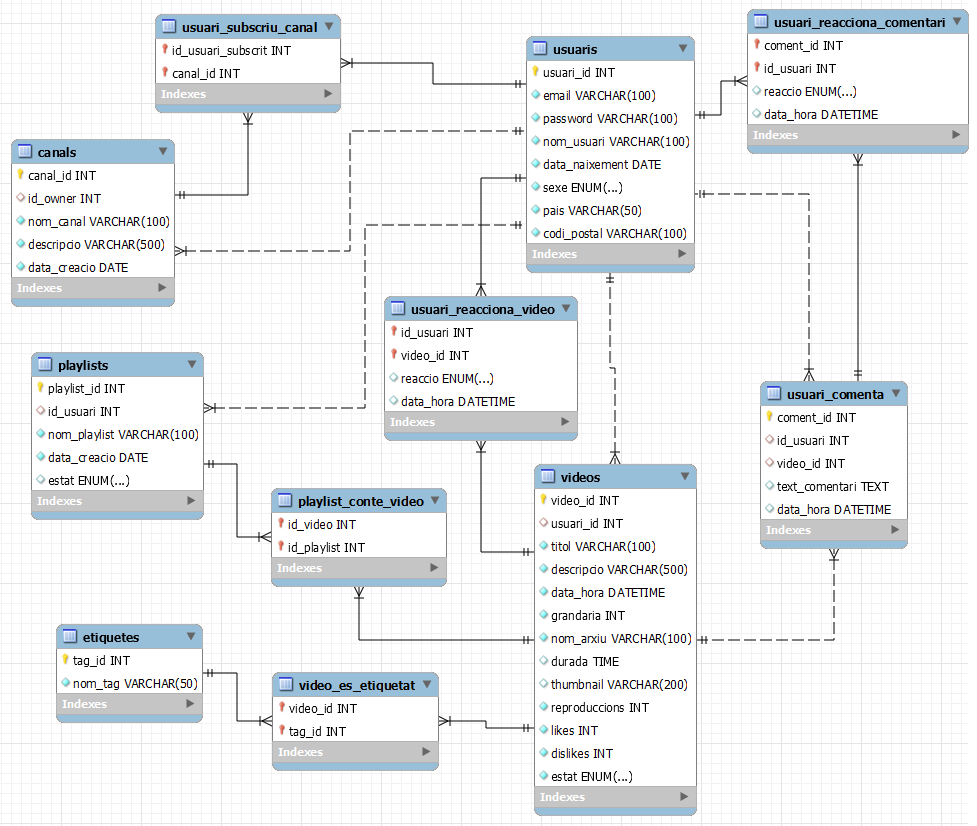 usuari_subscriu_canal
id_usuari_subscrit INT
canal_id INT
Indexes
usuaris
usuari_id INT
email VARCHAR(100)
password VARCHAR(100)
nom_usuari VARCHAR(100)
data_naixement DATE
sexe ENUM(...)
pais VARCHAR(50)
codi_postal VARCHAR(100)
Indexes
usuari_reacciona_comentari
coment_id INT
id_usuari INT
reaccio ENUM(...)
data_hora DATETIME
Indexes
canals
canal_id INT
id_owner INT
nom_canal VARCHAR(100)
descripcio VARCHAR(500)
data_creacio DATE
Indexes
usuari_reacciona_video
id_usuari INT
video_id INT
reaccio ENUM(...)
data_hora DATETIME
Indexes
playlists
playlist_id INT
id_usuari INT
nom_playlist VARCHAR(100)
data_creacio DATE
estat ENUM(...)
Indexes
usuari_comenta
coment_id INT
id_usuari INT
video_id INT
text_comentari TEXT
data_hora DATETIME
Indexes
playlist_conte_video
id_video INT
id_playlist INT
Indexes
videos
video_id INT
usuari_id INT
titol VARCHAR(100)
descripcio VARCHAR(500)
data_hora DATETIME
grandaria INT
nom_arxiu VARCHAR(100)
durada TIME
thumbnail VARCHAR(200)
reproduccions INT
likes INT
dislikes INT
estat ENUM(...)
Indexes
etiquetes
tag_id INT
nom_tag VARCHAR(50)
Indexes
video_es_etiquetat
video_id INT
tag_id INT
Indexes